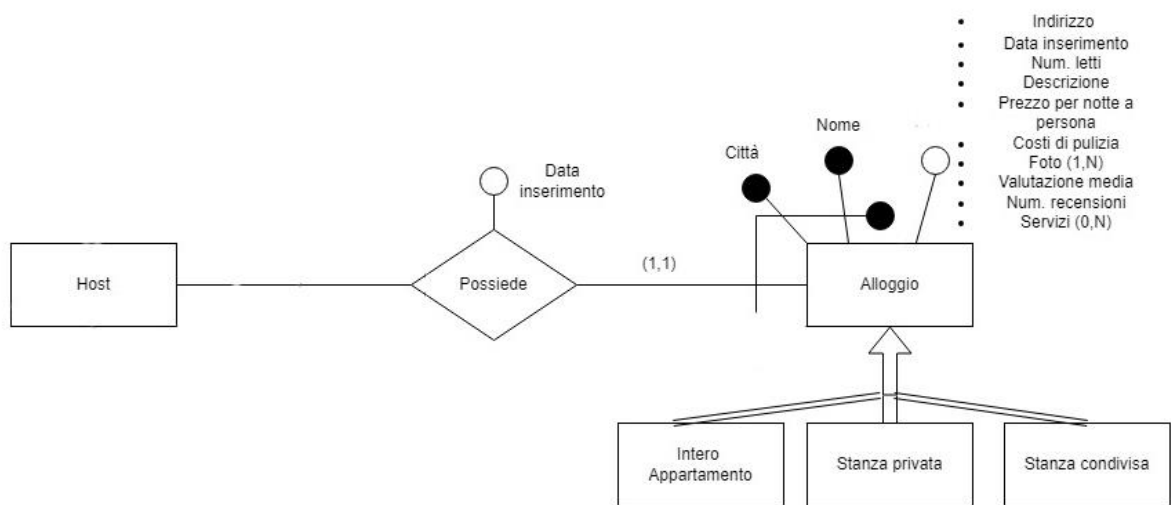 Indirizzo
Data inserimento
Num. letti
Descrizione
Prezzo per notte a
persona
Costi di pulizia
Foto (1,N)
Valutazione media
Num. recensioni
Servizi (0,N)
Nome
Città
Data
inserimento
Host
Possiede
(1,1)
Alloggio
Intero
Appartamento
Stanza privata
Stanza condivisa